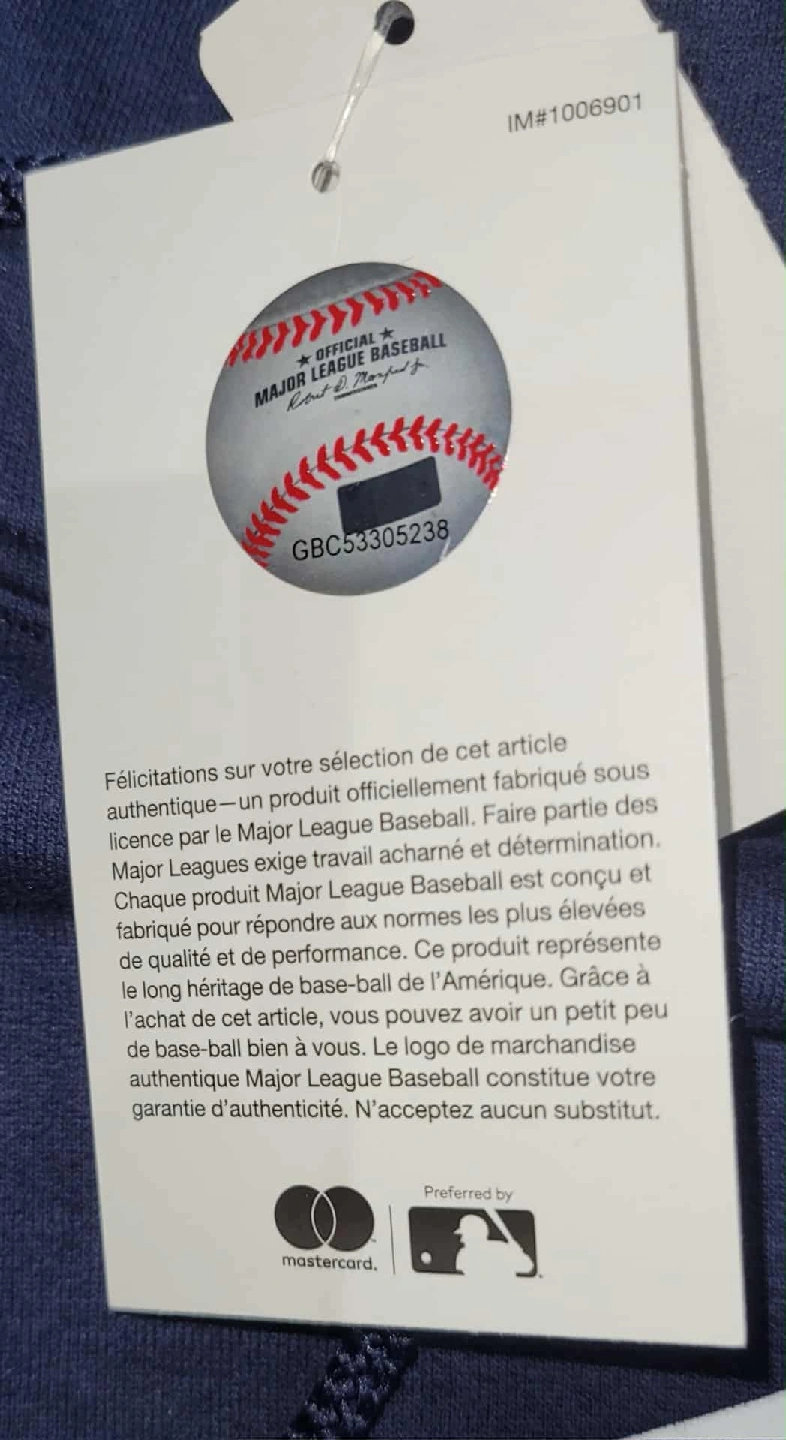 IM#1006901
★ OFFICIAL ★
MAJOR LEAGUE BASEBALL
Robert D. Manfred Jr.
GBC53305238
Félicitations sur votre sélection de cet article
authentique—un produit officiellement fabriqué sous
licence par le Major League Baseball. Faire partie des
Major Leagues exige travail acharné et détermination.
Chaque produit Major League Baseball est conçu et
fabriqué pour répondre aux normes les plus élevées
de qualité et de performance. Ce produit représente
le long héritage de base-ball de l'Amérique. Grâce à
l'achat de cet article, vous pouvez avoir un petit peu
de base-ball bien à vous. Le logo de marchandise
authentique Major League Baseball constitue votre
garantie d'authenticité. N'acceptez aucun substitut.
Preferred by
mastercard.